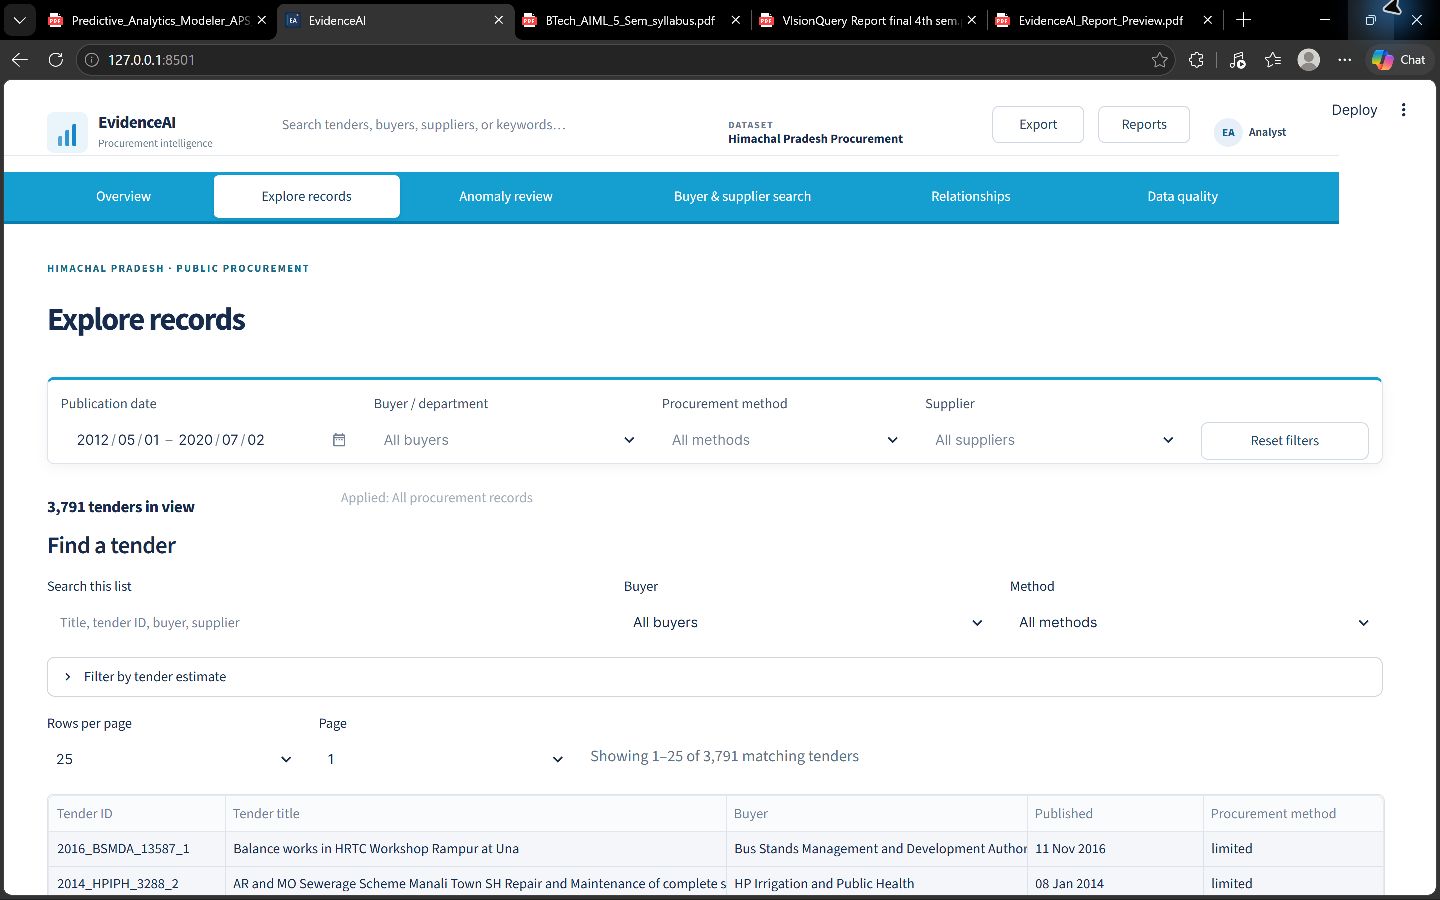 Predictive_Analytics_Modeler_APS
EvidenceAI
BTech_AIML_5_Sem_syllabus.pdf
VIsionQuery Report final 4th sem.
EvidenceAI_Report_Preview.pdf
127.0.0.1:8501
Chat
Deploy
EvidenceAI
Procurement intelligence
Search tenders, buyers, suppliers, or keywords...
DATASET
Himachal Pradesh Procurement
Export
Reports
EA
Analyst
Overview
Explore records
Anomaly review
Buyer & supplier search
Relationships
Data quality
HIMACHAL PRADESH · PUBLIC PROCUREMENT
Explore records
Publication date
Buyer / department
Procurement method
Supplier
2012/05/01 – 2020/07/02
All buyers
All methods
All suppliers
Reset filters
3,791 tenders in view
Applied: All procurement records
Find a tender
Search this list
Buyer
Method
Title, tender ID, buyer, supplier
All buyers
All methods
Filter by tender estimate
Rows per page
Page
25
1
Showing 1–25 of 3,791 matching tenders
Tender ID
Tender title
Buyer
Published
Procurement method
2016_BSMDA_13587_1
Balance works in HRTC Workshop Rampur at Una
Bus Stands Management and Development Author
11 Nov 2016
limited
2014_HPIPH_3288_2
AR and MO Sewerage Scheme Manali Town SH Repair and Maintenance of complete s
HP Irrigation and Public Health
08 Jan 2014
limited